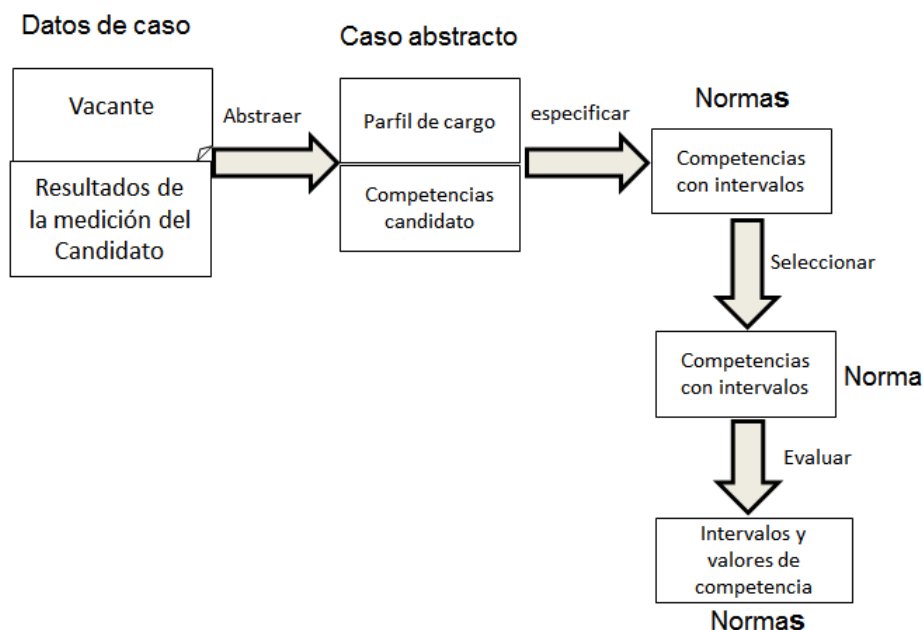 Datos de caso
Caso abstracto
Vacante
Abstraer
Parfil de cargo
especificar
Normas
Resultados de
la medición del
Candidato
Competencias
candidato
Competencias
con intervalos
Seleccionar
Competencias
con intervalos
Norma
Evaluar
Intervalos y
valores de
competencia
Normas